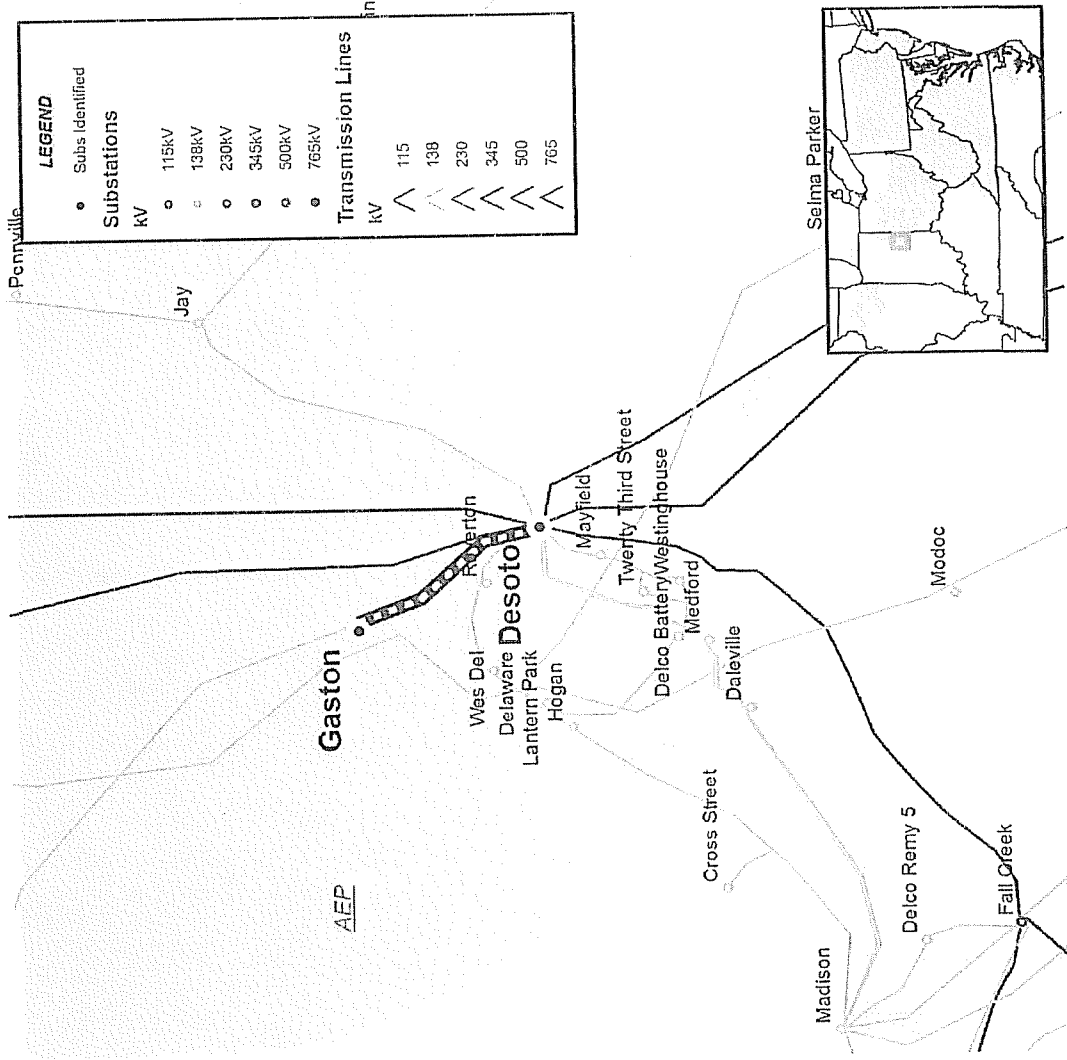 LEGEND
Subs Identified
Substations
kV
115kV
138kV
230kV
345kV
500kV
765kV
Transmission Lines
kV
115
138
230
345
500
765
Pennville
Jay
Selma Parker
Gaston
Desoto
Wes Del
Delaware
Lantern Park
Hogan
Mayfield
Twenty Third Street
Westinghouse
Delco Battery
Medford
Daleville
Modoc
Cross Street
AEP
Delco Remy 5
Fall Creek
Madison